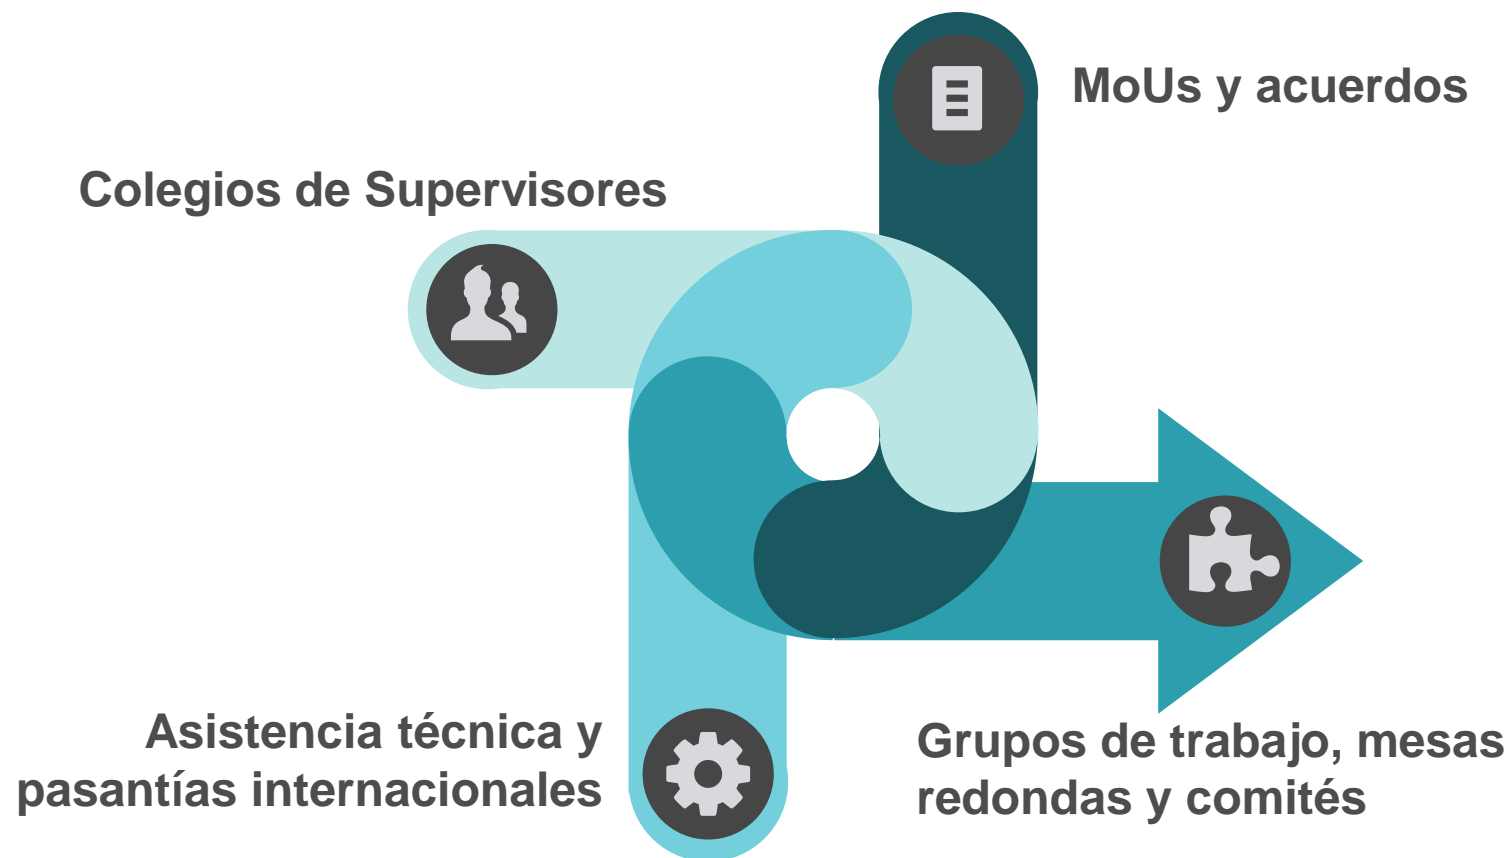 MoUs y acuerdos
Colegios de Supervisores
Asistencia técnica y
pasantías internacionales
Grupos de trabajo, mesas
redondas y comités